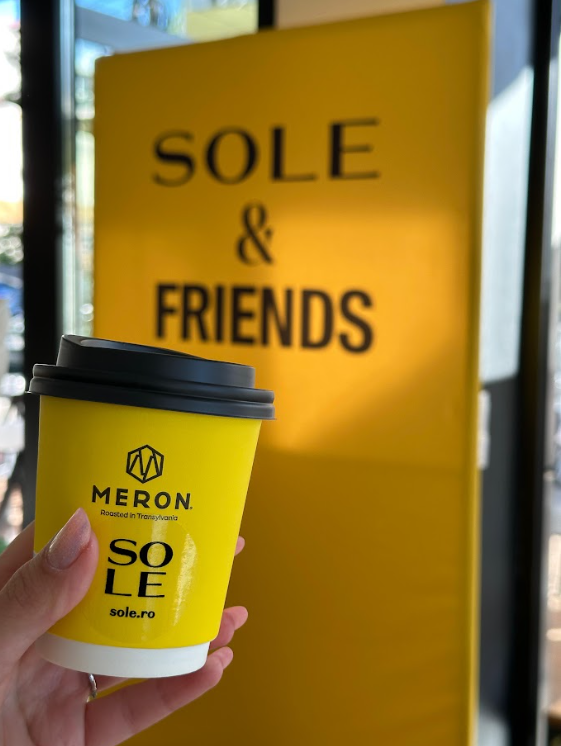 SOLE
&
FRIENDS
MERON
Roasted in Transylvania
SO
LE
sole.ro